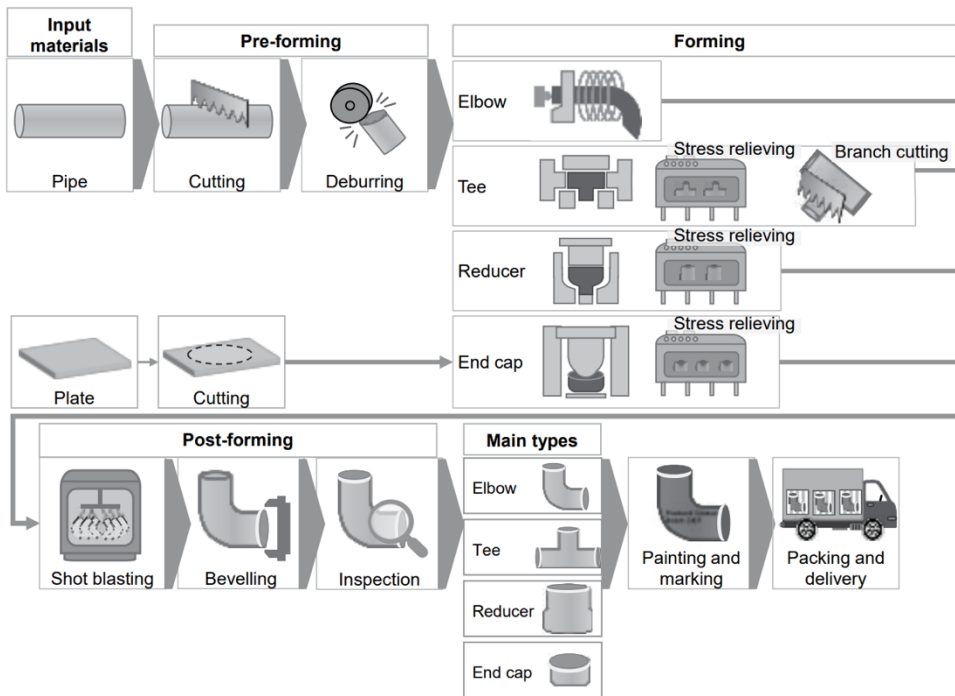 Input
materials
Pre-forming
Forming
Pipe
Cutting
Deburring
Elbow
Tee
Stress relieving
Branch cutting
Reducer
Stress relieving
End cap
Stress relieving
Plate
Cutting
Post-forming
Main types
Shot blasting
Bevelling
Inspection
Elbow
Tee
Reducer
End cap
Painting and
marking
Packing and
delivery